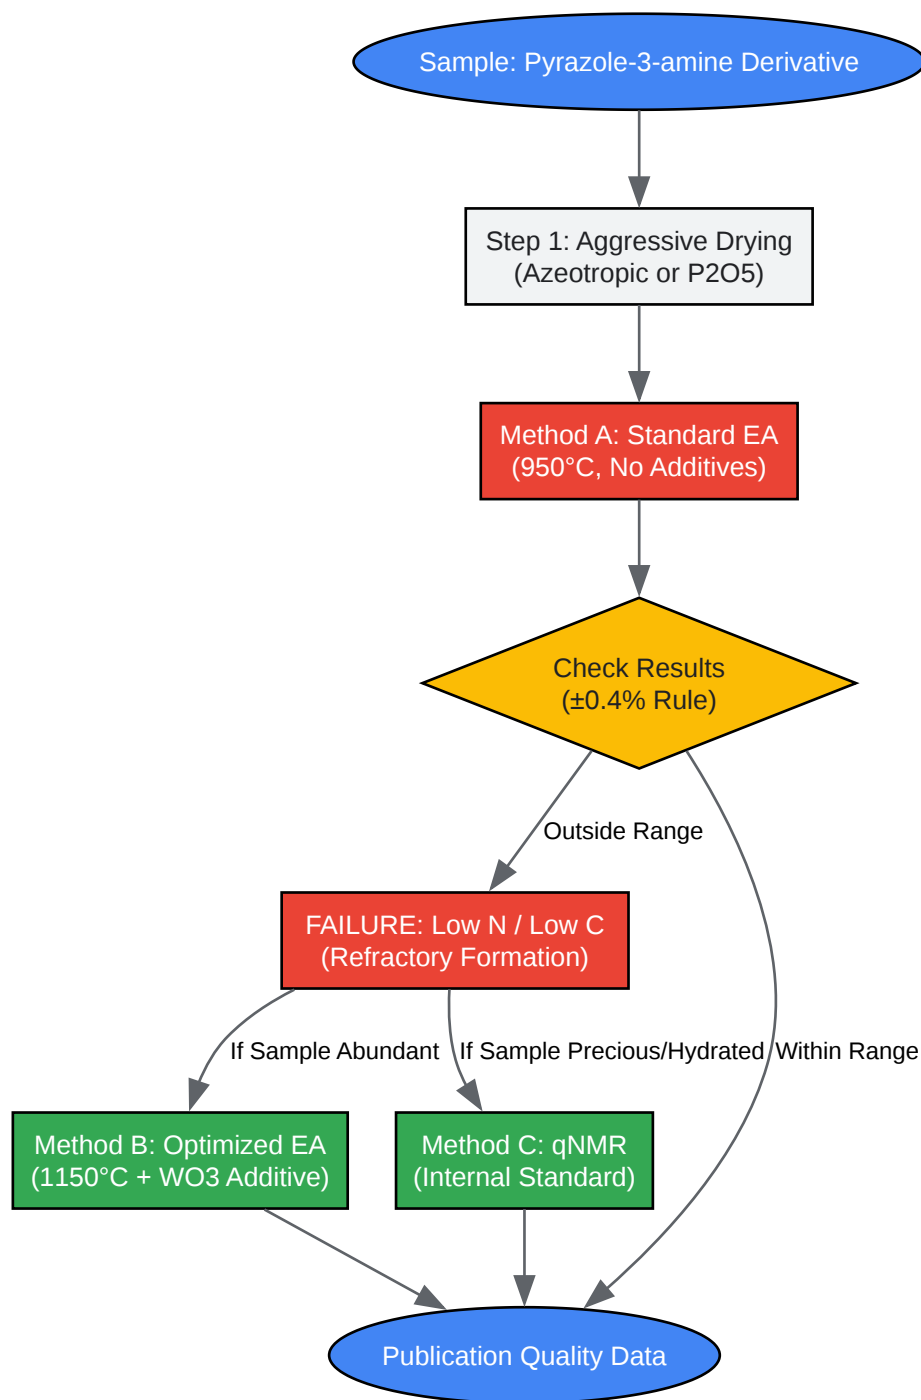 Sample: Pyrazole-3-amine Derivative
Step 1: Aggressive Drying
(Azeotropic or P2O5)
Method A: Standard EA
(950°C, No Additives)
Check Results
(±0.4% Rule)
Outside Range
FAILURE: Low N / Low C
(Refractory Formation)
If Sample Abundant
If Sample Precious/Hydrated
Within Range
Method B: Optimized EA
(1150°C + WO3 Additive)
Method C: qNMR
(Internal Standard)
Publication Quality Data